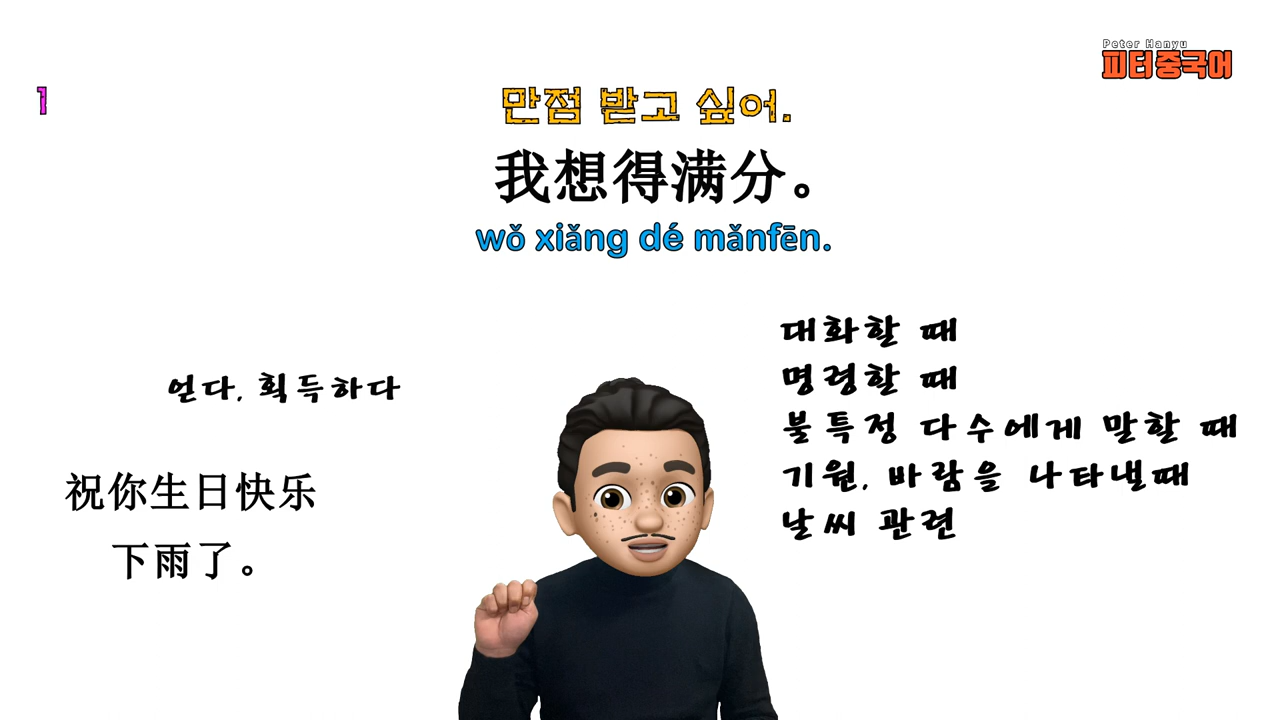 Peter Hanyu
피터중국어
1
만점 받고 싶어.
我想得满分。
wǒ xiǎng dé mǎnfēn.
얻다, 획득하다
祝你生日快乐
下雨了。
대화할 때
명령할 때
불특정 다수에게 말할 때
기원, 바람을 나타낼때
날씨 관련